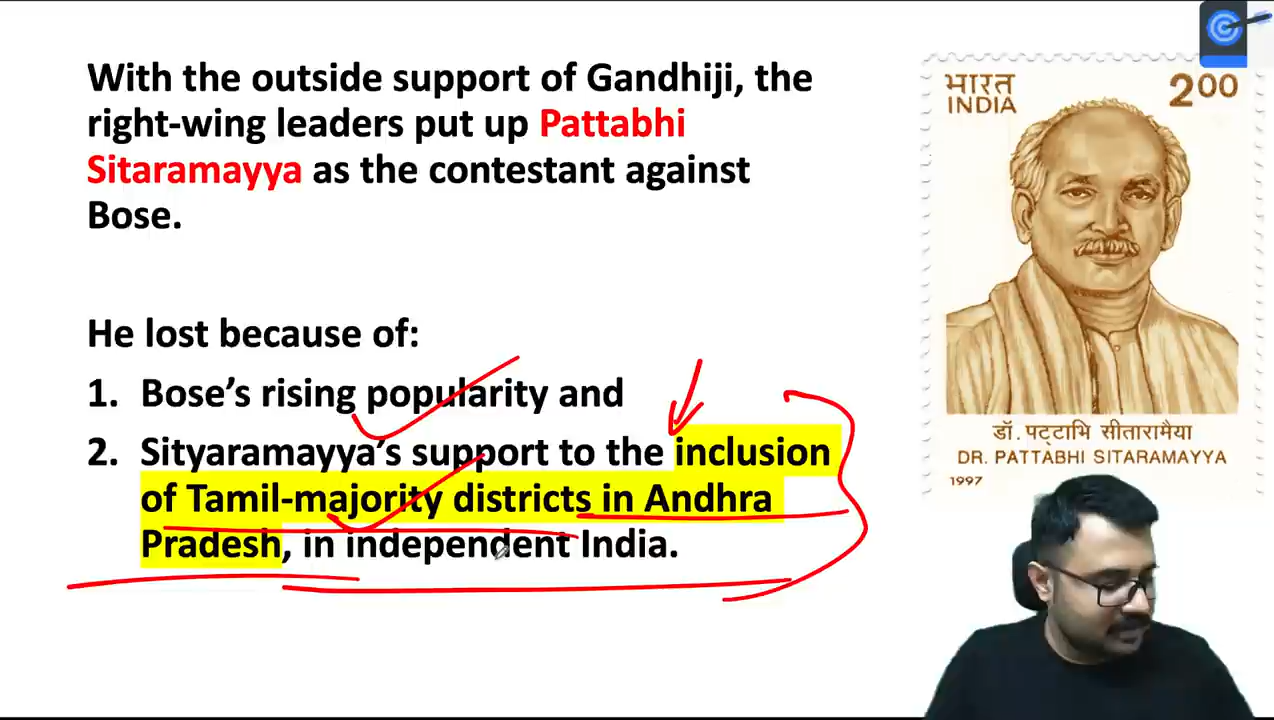 With the outside support of Gandhiji, the
right-wing leaders put up Pattabhi
Sitaramayya as the contestant against
Bose.
He lost because of:
1. Bose’s rising popularity and
2. Sityaramayya’s support to the inclusion
of Tamil-majority districts in Andhra
Pradesh, in independent India.
भारत 2.00
INDIA
डॉ. पट्टाभि सीतारामैया
DR. PATTABHI SITARAMAYYA
1997